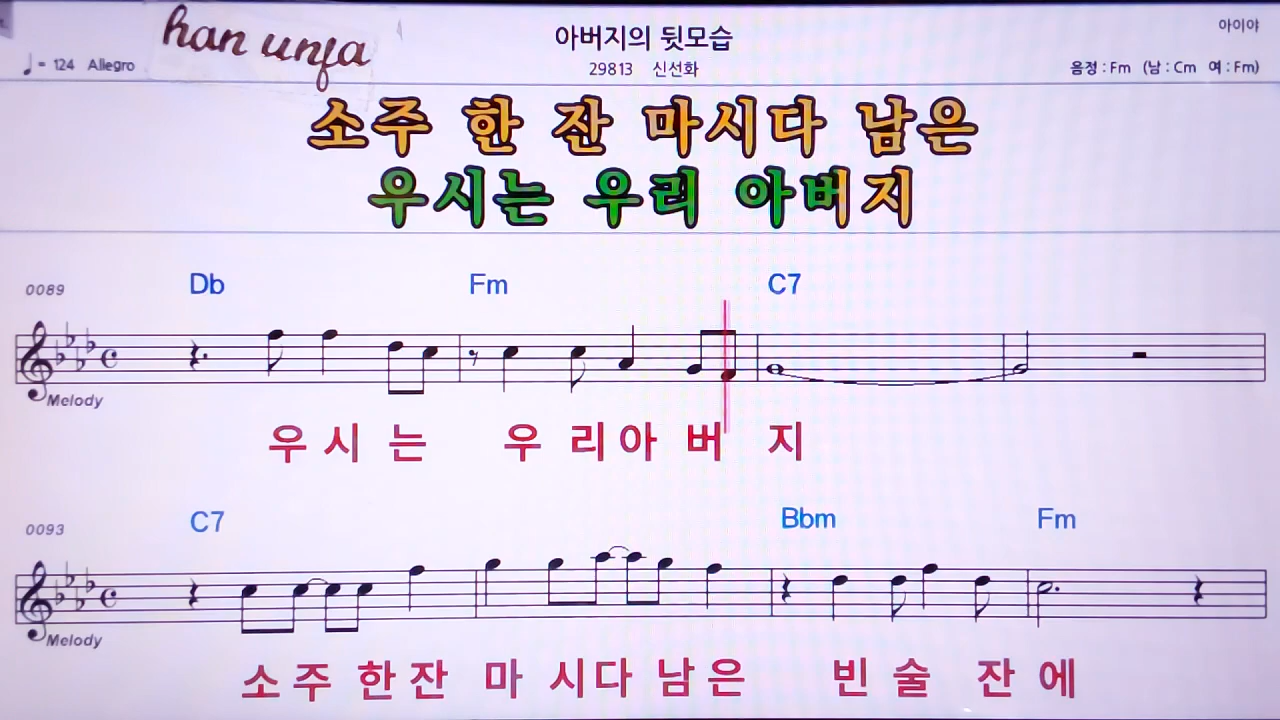 han unfa
아버지의 뒷모습
아이야
♩= 124 Allegro
29813 신선화
음정 : Fm (남 : Cm 여 : Fm)
소주 한 잔 마시다 남은
우시는 우리 아버지
Db Fm C7
0089
Melody
우 시 는 우 리 아 버 지
C7 Bbm Fm
0093
Melody
소 주 한 잔 마 시 다 남 은 빈 술 잔 에